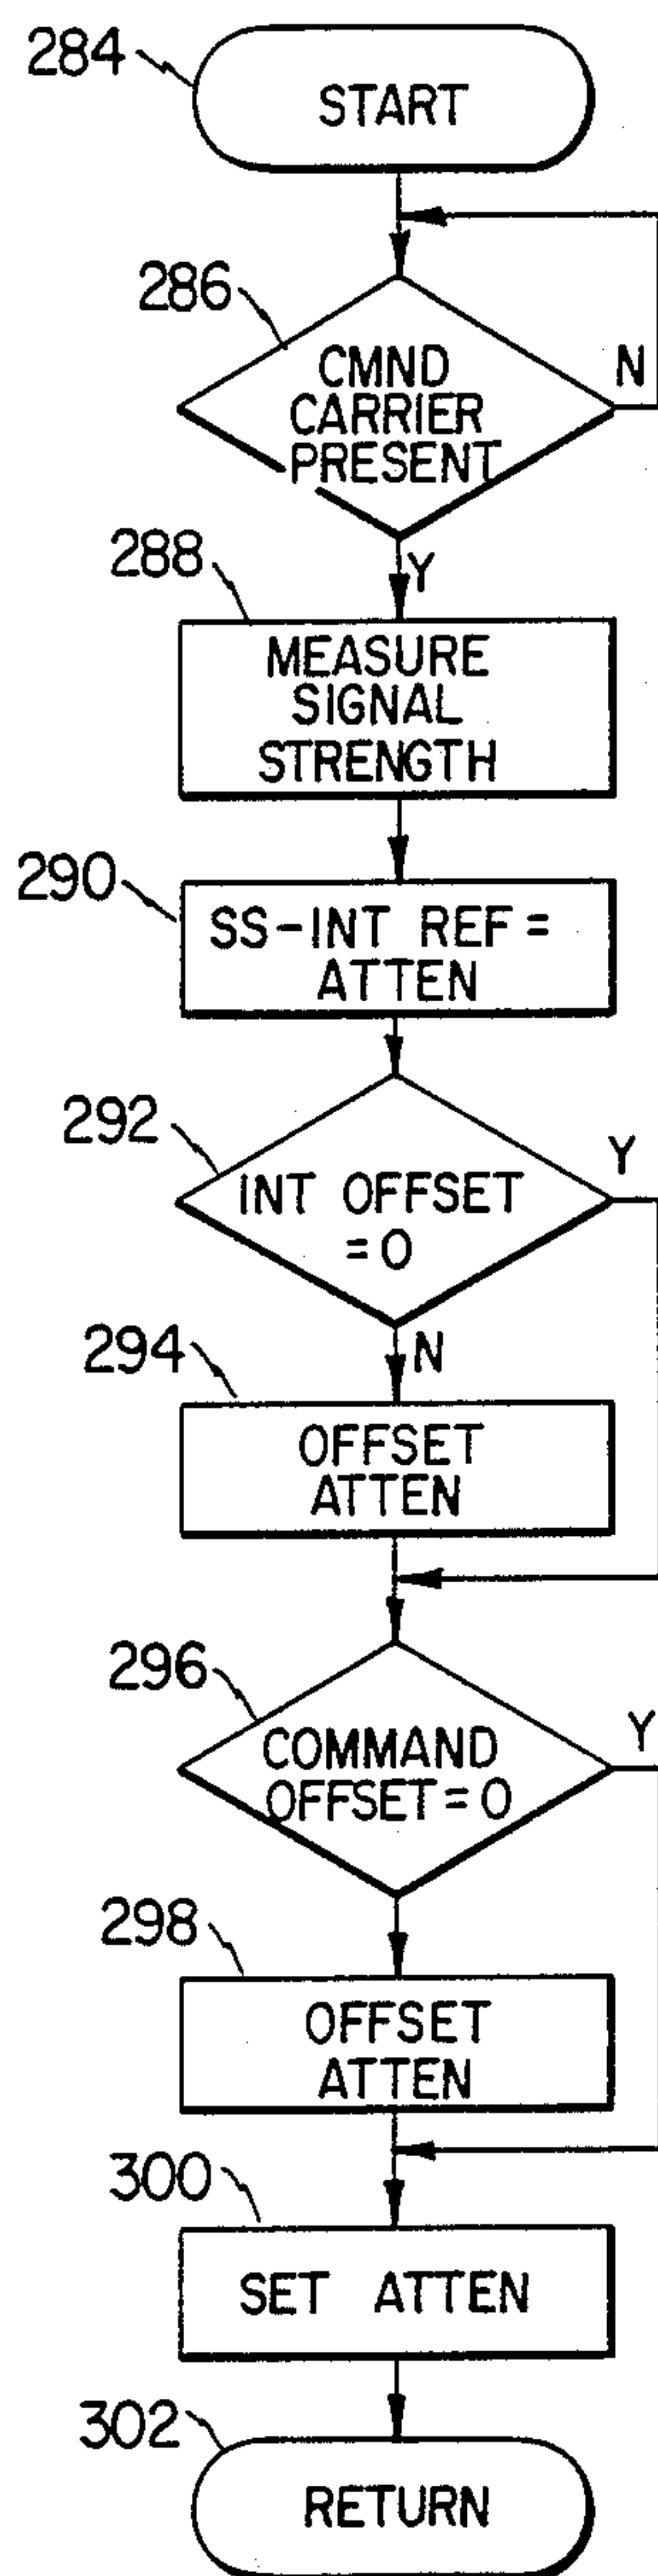 284
START
286
CMND
CARRIER
PRESENT
N
Y
288
MEASURE
SIGNAL
STRENGTH
290
SS-INT REF =
ATTEN
292
INT OFFSET
= 0
Y
N
294
OFFSET
ATTEN
296
COMMAND
OFFSET = 0
Y
298
OFFSET
ATTEN
300
SET ATTEN
302
RETURN